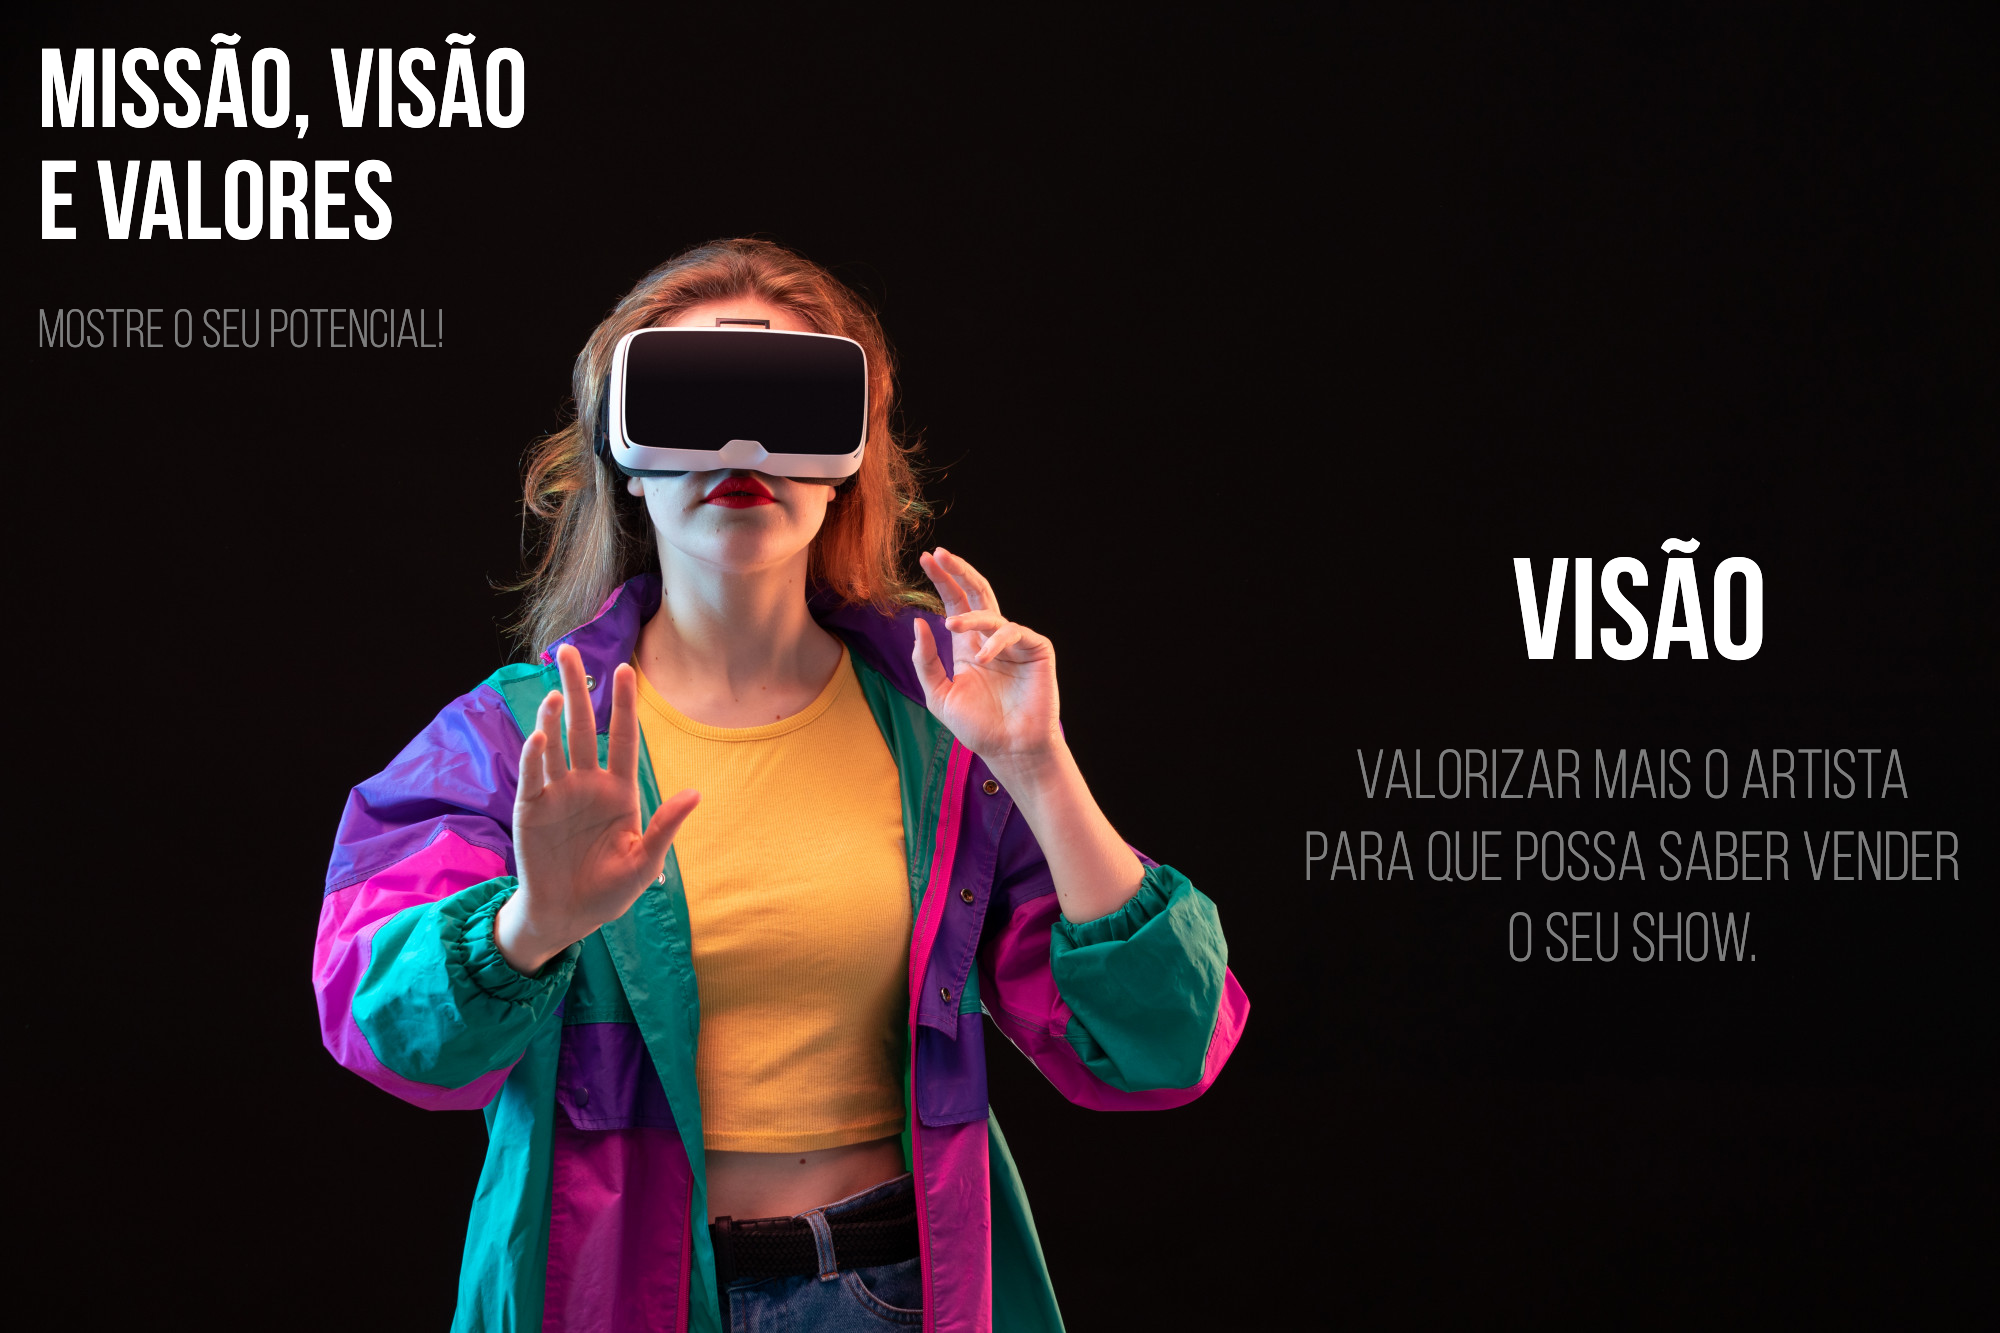 MISSÃO, VISÃO
E VALORES
MOSTRE O SEU POTENCIAL!
VISÃO
VALORIZAR MAIS O ARTISTA
PARA QUE POSSA SABER VENDER
O SEU SHOW.